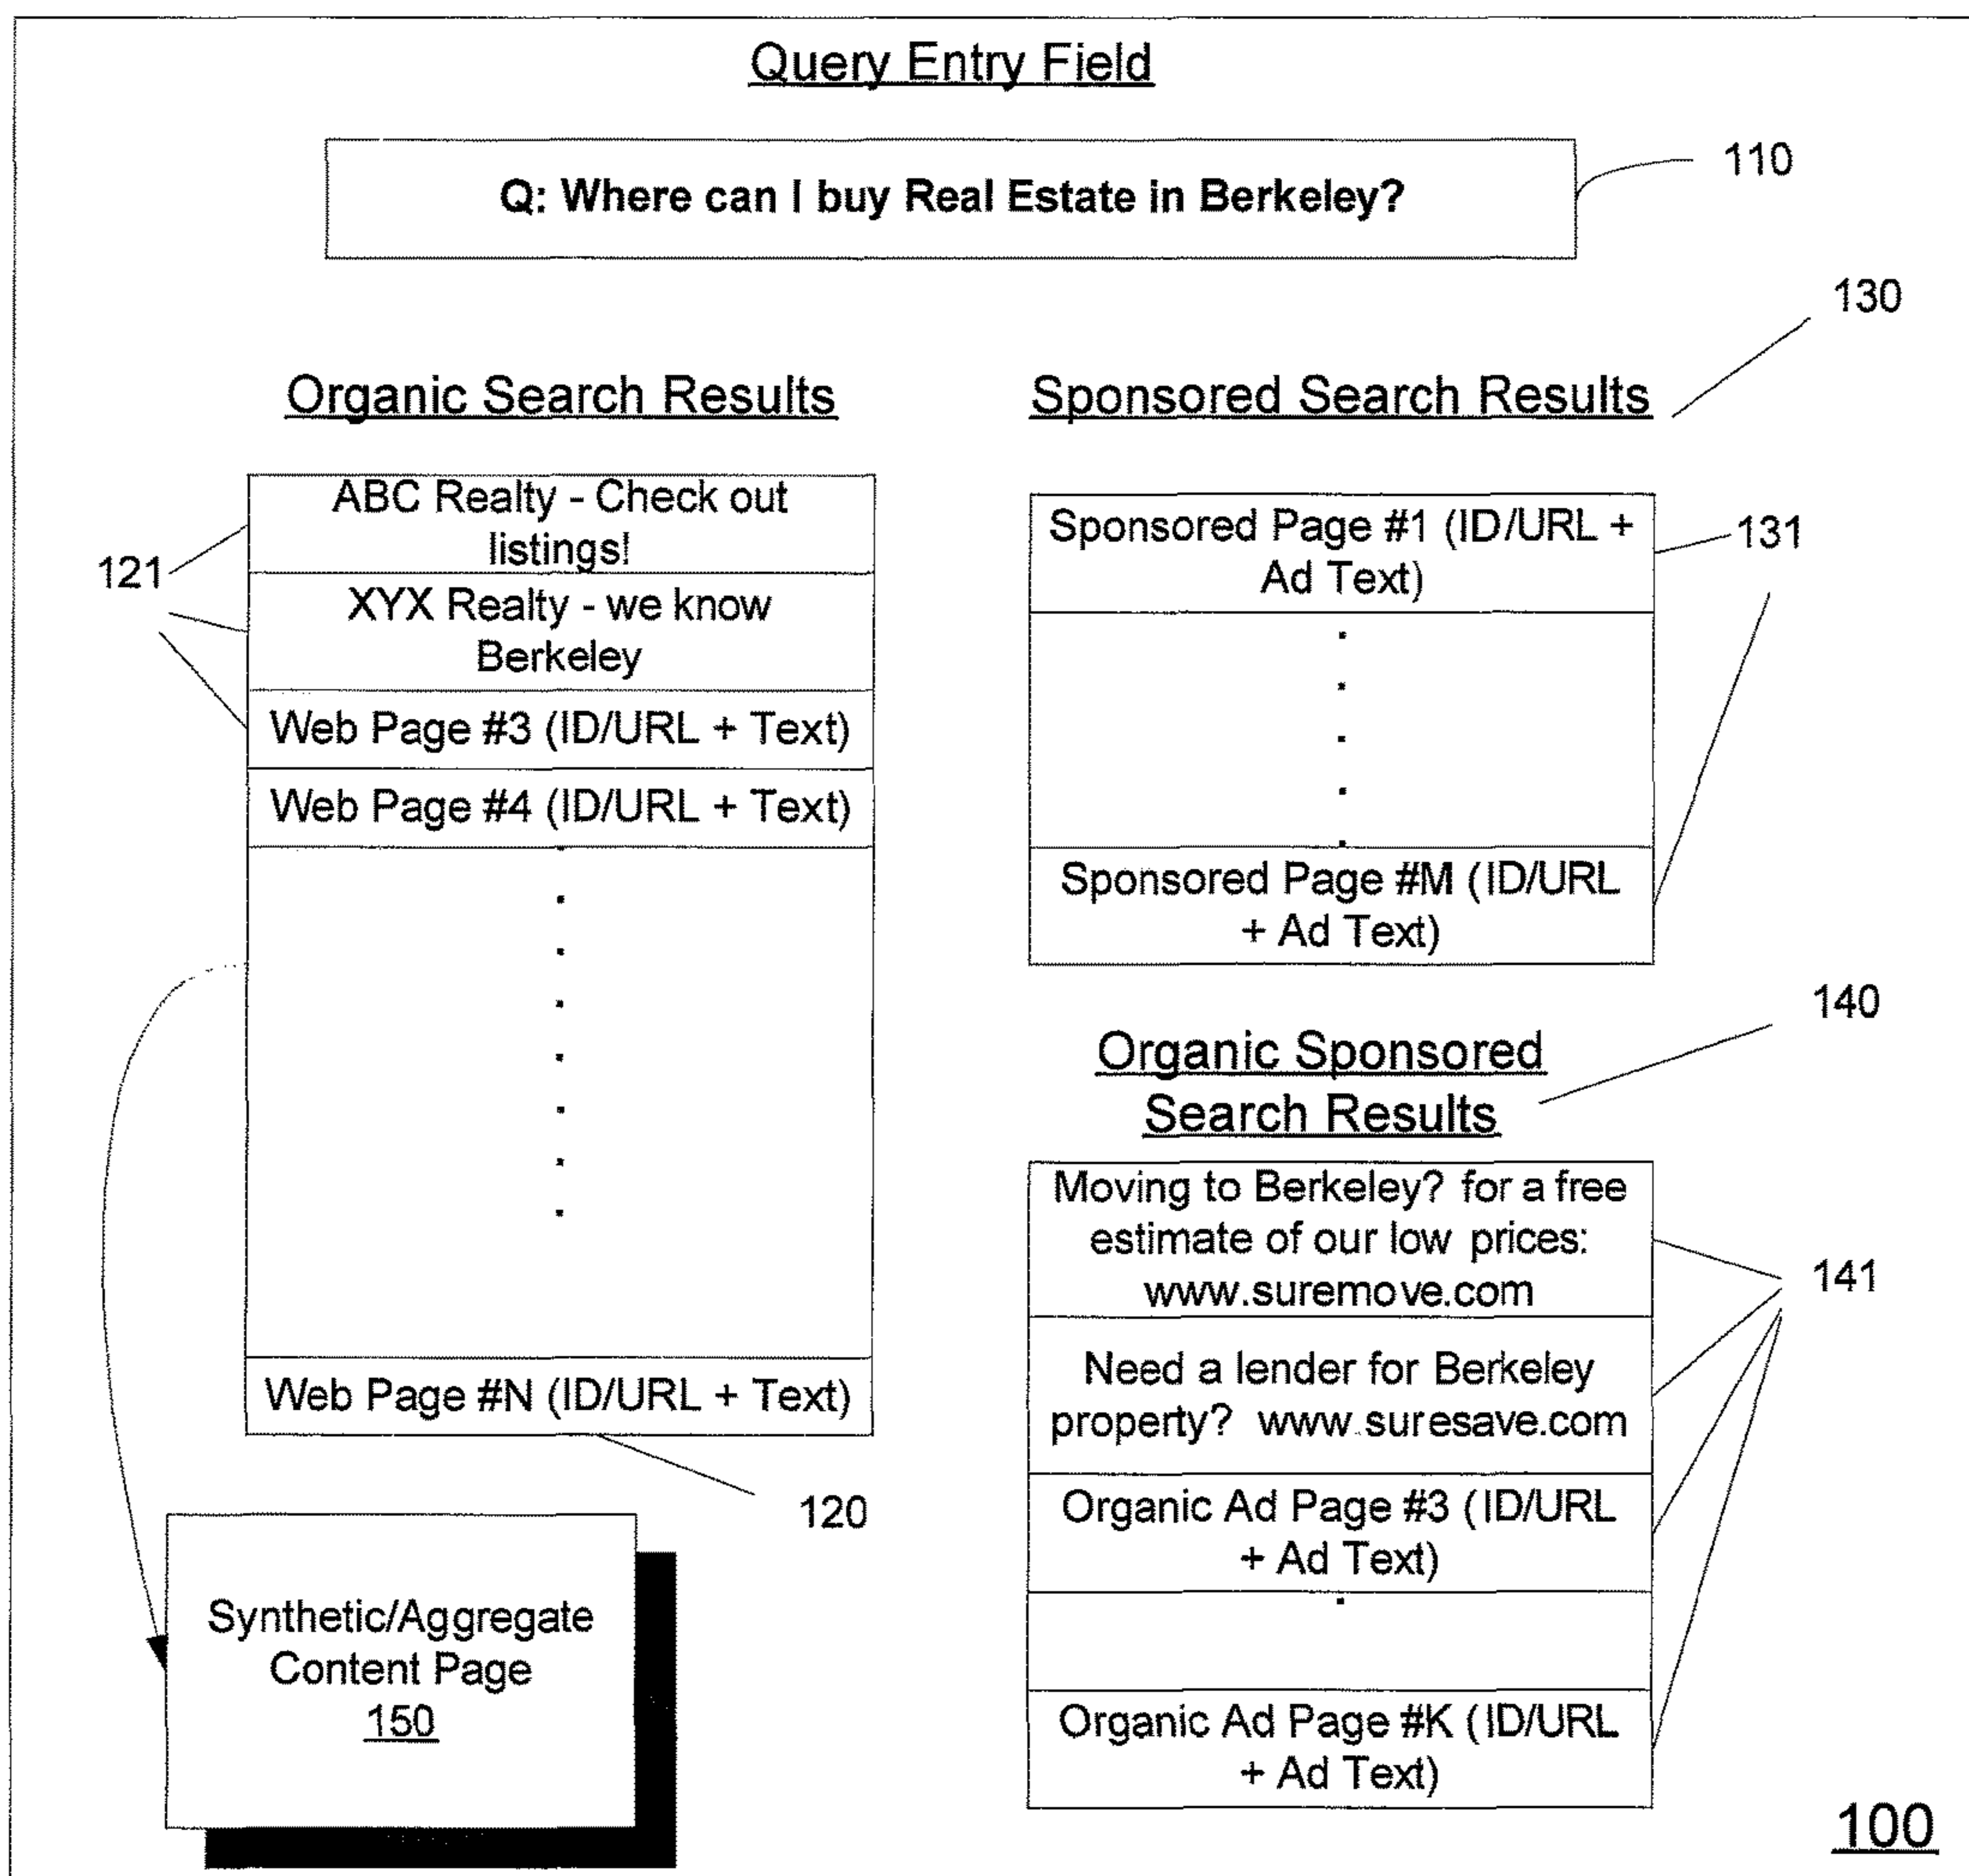 Query Entry Field
Q: Where can I buy Real Estate in Berkeley?
110
130
Organic Search Results
ABC Realty - Check out
listings!
XYX Realty - we know
Berkeley
Web Page #3 (ID/URL + Text)
Web Page #4 (ID/URL + Text)
Web Page #N (ID/URL + Text)
121
120
Synthetic/Aggregate
Content Page
150
Sponsored Search Results
Sponsored Page #1 (ID/URL +
Ad Text)
Sponsored Page #M (ID/URL
+ Ad Text)
131
140
Organic Sponsored
Search Results
Moving to Berkeley? for a free
estimate of our low prices:
www.suremove.com
Need a lender for Berkeley
property? www.suresave.com
Organic Ad Page #3 (ID/URL
+ Ad Text)
Organic Ad Page #K (ID/URL
+ Ad Text)
141
100